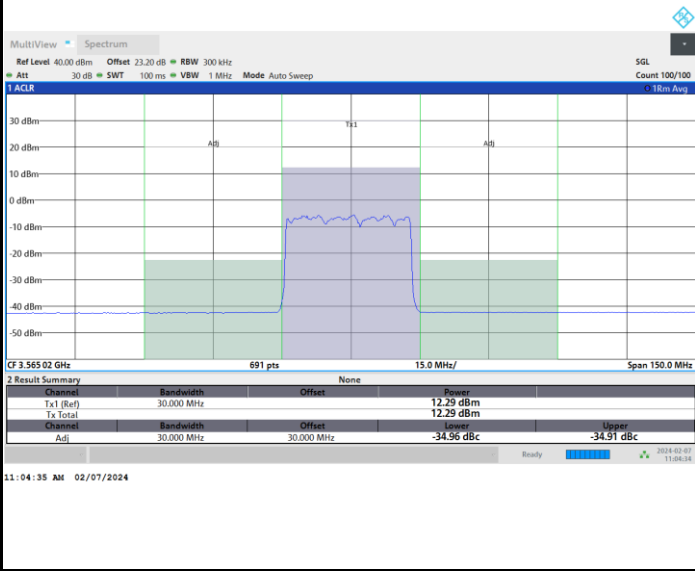 MultiView Spectrum
Ref Level 40.00 dBm Offset 23.20 dB RBW 300 kHz SGL
Att 30 dB SWT 100 ms VBW 1 MHz Mode Auto Sweep Count 100/100
1 ACLR 1Rm Avg
30 dBm
Tx1
20 dBm
Adj Adj
10 dBm
0 dBm
-10 dBm
-20 dBm
-30 dBm
-40 dBm
-50 dBm
CF 3.565 02 GHz 691 pts 15.0 MHz/ Span 150.0 MHz
2 Result Summary None
Channel Bandwidth Offset Power
Tx1 (Ref) 30.000 MHz 12.29 dBm
Tx Total 12.29 dBm
Channel Bandwidth Offset Lower Upper
Adj 30.000 MHz 30.000 MHz -34.96 dBc -34.91 dBc
Ready 2024-02-07
11:04:34
11:04:35 AM 02/07/2024